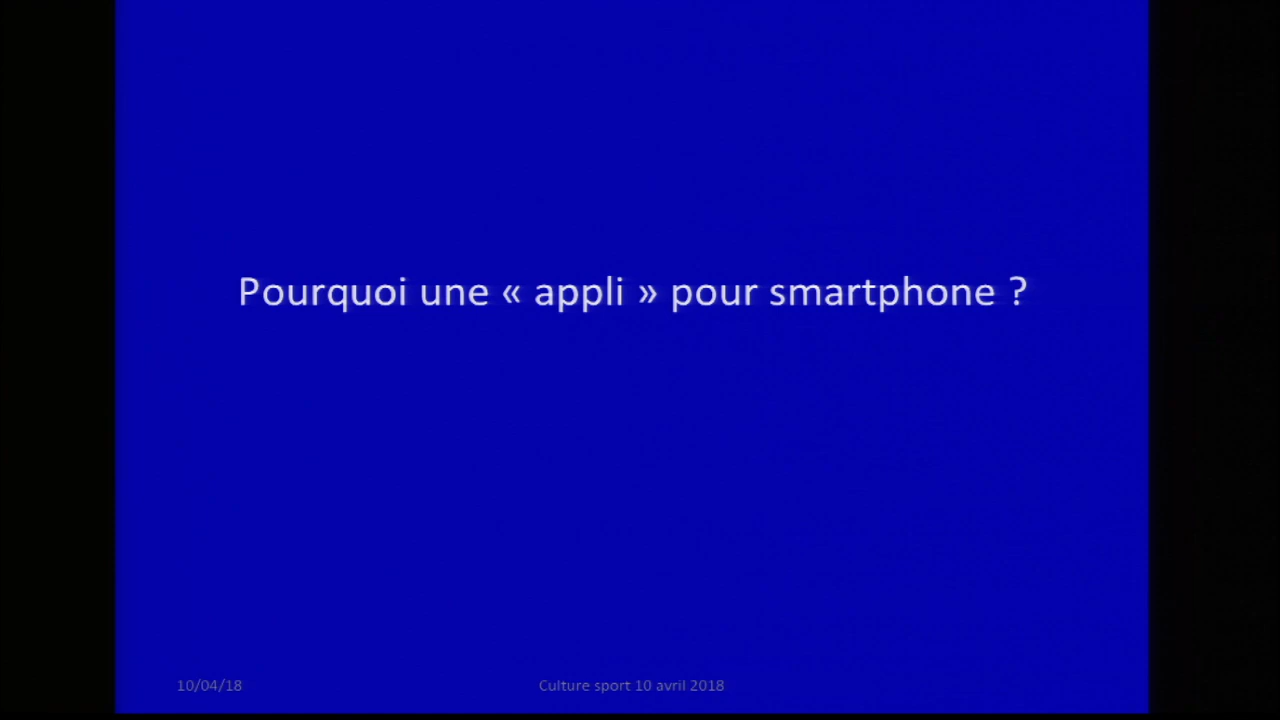 Pourquoi une « appli » pour smartphone ?
10/04/18
Culture sport 10 avril 2018